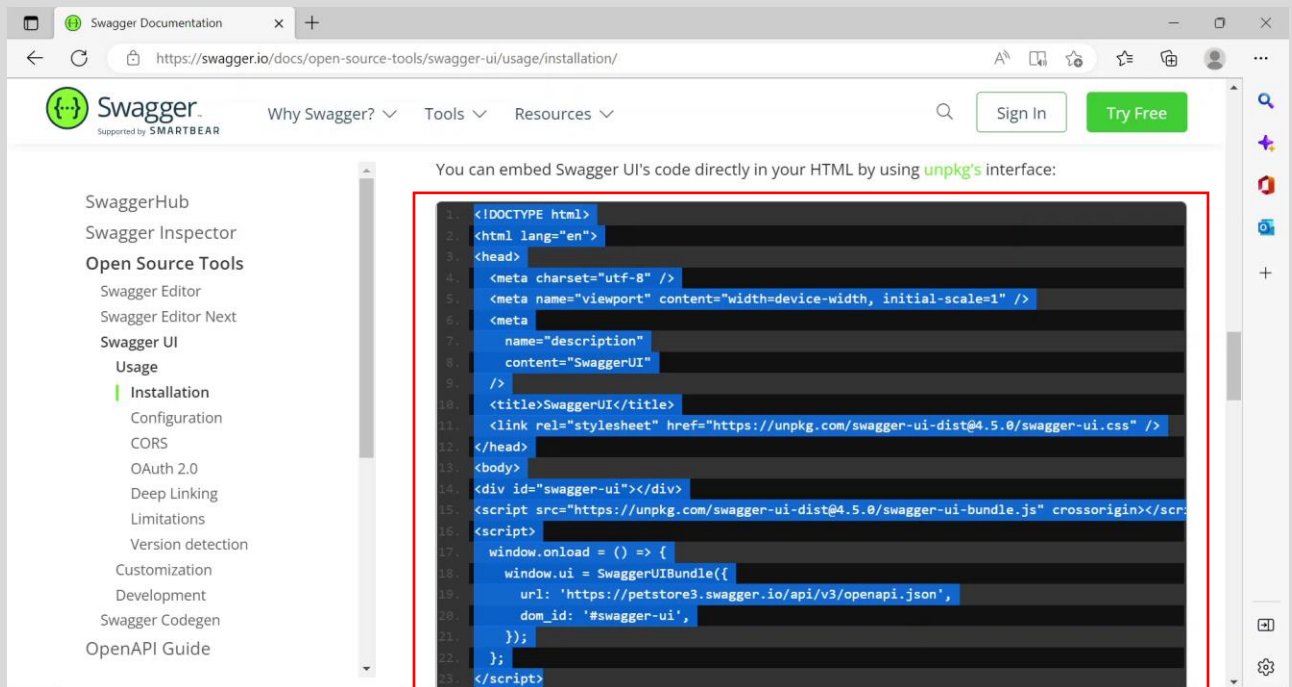 Swagger Documentation
https://swagger.io/docs/open-source-tools/swagger-ui/usage/installation/
Swagger.
Supported by SMARTBEAR
Why Swagger?
Tools
Resources
Sign In
Try Free
SwaggerHub
Swagger Inspector
Open Source Tools
Swagger Editor
Swagger Editor Next
Swagger UI
Usage
Installation
Configuration
CORS
OAuth 2.0
Deep Linking
Limitations
Version detection
Customization
Development
Swagger Codegen
OpenAPI Guide
You can embed Swagger UI's code directly in your HTML by using unpkg's interface:
1. <!DOCTYPE html>
2. <html lang="en">
3. <head>
4. <meta charset="utf-8" />
5. <meta name="viewport" content="width=device-width, initial-scale=1" />
6. <meta
7. name="description"
8. content="SwaggerUI"
9. />
10. <title>SwaggerUI</title>
11. <link rel="stylesheet" href="https://unpkg.com/swagger-ui-dist@4.5.0/swagger-ui.css" />
12. </head>
13. <body>
14. <div id="swagger-ui"></div>
15. <script src="https://unpkg.com/swagger-ui-dist@4.5.0/swagger-ui-bundle.js" crossorigin></scr
16. <script>
17. window.onload = () => {
18. window.ui = SwaggerUIBundle({
19. url: 'https://petstore3.swagger.io/api/v3/openapi.json',
20. dom_id: '#swagger-ui',
21. });
22. };
23. </script>